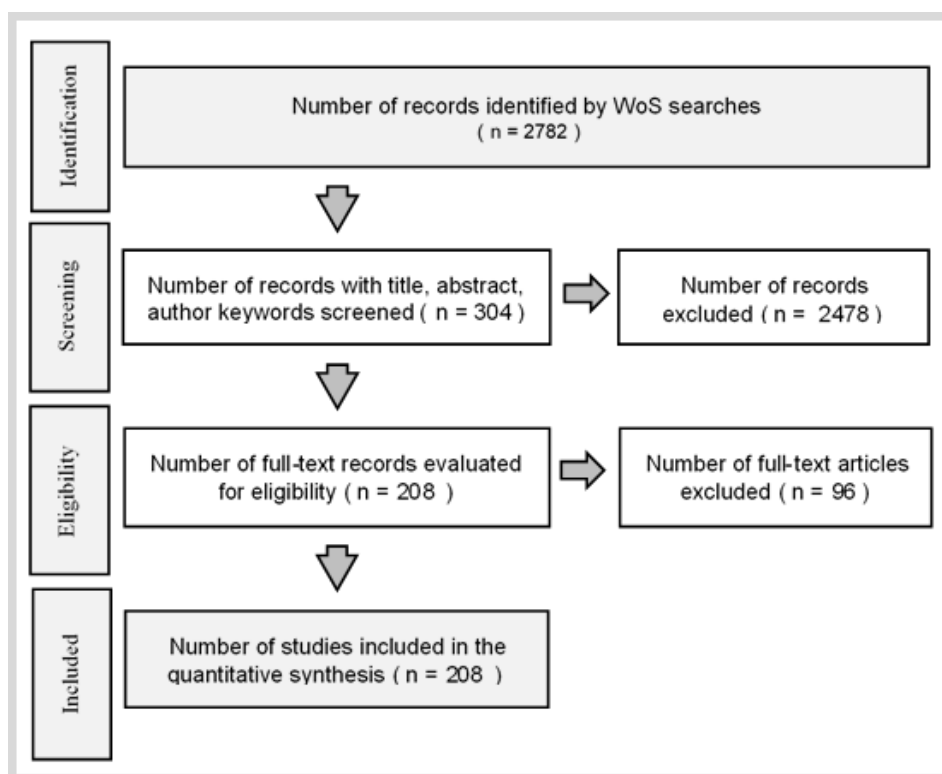 Identification
Number of records identified by WoS searches
( n = 2782 )
Screening
Number of records with title, abstract,
author keywords screened ( n = 304 )
Number of records
excluded ( n = 2478 )
Eligibility
Number of full-text records evaluated
for eligibility ( n = 208 )
Number of full-text articles
excluded ( n = 96 )
Included
Number of studies included in the
quantitative synthesis ( n = 208 )